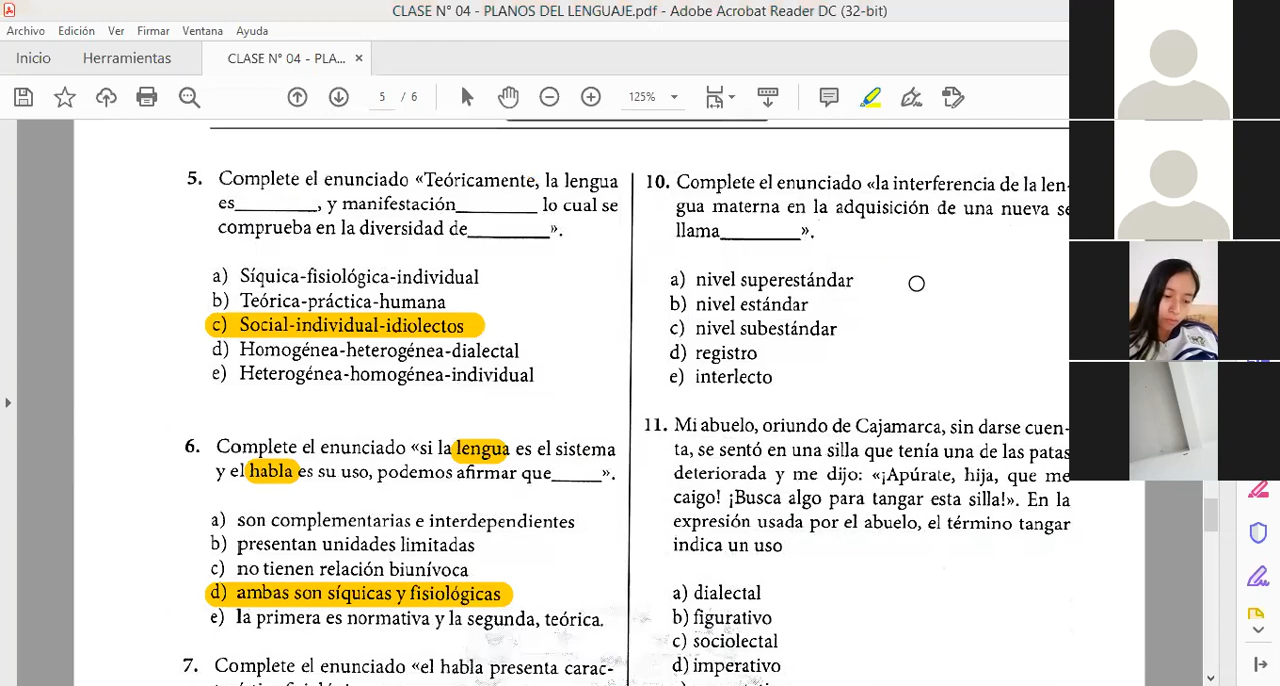 CLASE N° 04 - PLANOS DEL LENGUAJE.pdf - Adobe Acrobat Reader DC (32-bit)
Archivo Edición Ver Firmar Ventana Ayuda
Inicio Herramientas CLASE N° 04 - PLA... ×
5 / 6 125%
5. Complete el enunciado «Teóricamente, la lengua
es________, y manifestación________ lo cual se
comprueba en la diversidad de________».
a) Síquica-fisiológica-individual
b) Teórica-práctica-humana
c) Social-individual-idiolectos
d) Homogénea-heterogénea-dialectal
e) Heterogénea-homogénea-individual
6. Complete el enunciado «si la lengua es el sistema
y el habla es su uso, podemos afirmar que_____».
a) son complementarias e interdependientes
b) presentan unidades limitadas
c) no tienen relación biunívoca
d) ambas son síquicas y fisiológicas
e) la primera es normativa y la segunda, teórica.
7. Complete el enunciado «el habla presenta carac-
10. Complete el enunciado «la interferencia de la len-
gua materna en la adquisición de una nueva se
llama________».
a) nivel superestándar
b) nivel estándar
c) nivel subestándar
d) registro
e) interlecto
11. Mi abuelo, oriundo de Cajamarca, sin darse cuen-
ta, se sentó en una silla que tenía una de las patas
deteriorada y me dijo: «¡Apúrate, hija, que me
caigo! ¡Busca algo para tangar esta silla!». En la
expresión usada por el abuelo, el término tangar
indica un uso
a) dialectal
b) figurativo
c) sociolectal
d) imperativo